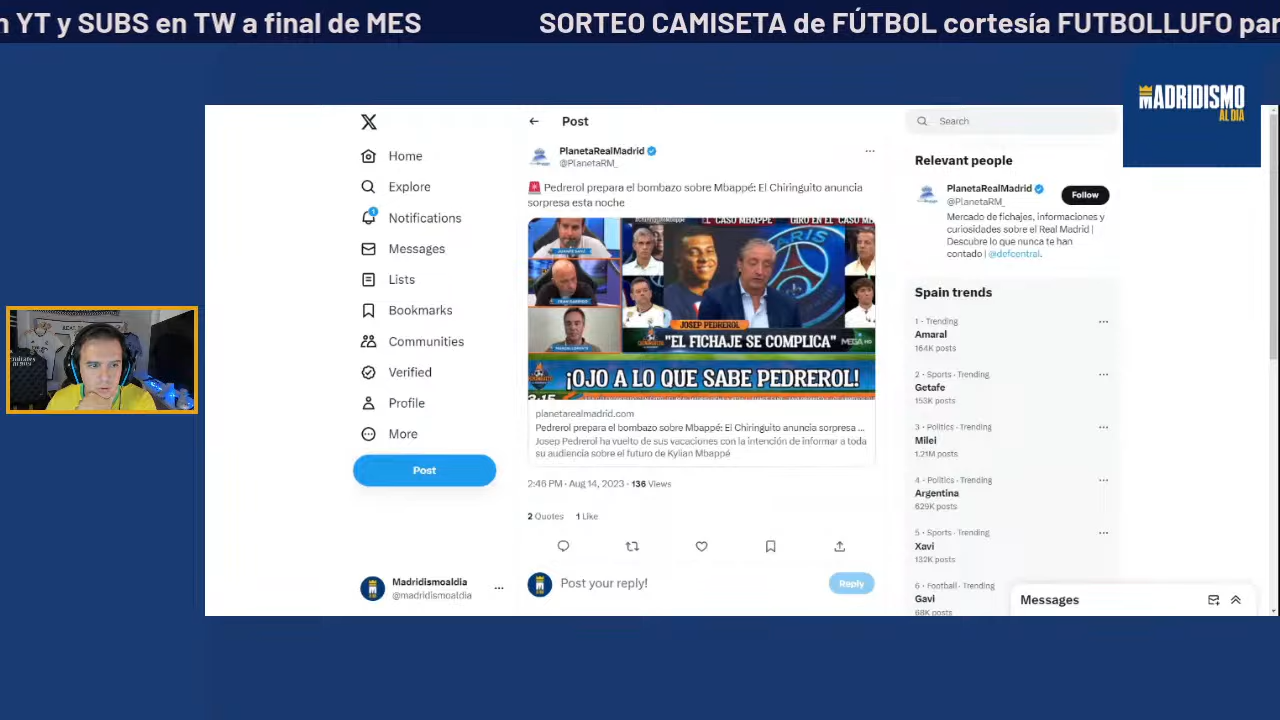 n YT y SUBS en TW a final de MES
SORTEO CAMISETA de FÚTBOL cortesía FUTBOLLUFO par
MADRIDISMO
AL DIA
Home
Explore
1
Notifications
Messages
Lists
Bookmarks
Communities
Verified
Profile
More
Post
Madridismoaldia
@madridismoaldia
Post
PlanetaRealMadrid
@PlanetaRM_
Pedrerol prepara el bombazo sobre Mbappé: El Chiringuito anuncia
sorpresa esta noche
EL CASO MBAPPÉ
GIRO EN EL CASO M
PARIS
JOSEP PEDREROL
"EL FICHAJE SE COMPLICA"
MEGA
¡OJO A LO QUE SABE PEDREROL!
planetarealmadrid.com
Pedrerol prepara el bombazo sobre Mbappé: El Chiringuito anuncia sorpresa ...
Josep Pedrerol ha vuelto de sus vacaciones con la intención de informar a toda
su audiencia sobre el futuro de Kylian Mbappé
2:46 PM · Aug 14, 2023 · 136 Views
2 Quotes 1 Like
Post your reply!
Reply
Search
Relevant people
PlanetaRealMadrid
@PlanetaRM_
Follow
Mercado de fichajes, informaciones y
curiosidades sobre el Real Madrid |
Descubre lo que nunca te han
contado | @defcentral.
Spain trends
1 · Trending
Amaral
164K posts
2 · Sports · Trending
Getafe
153K posts
3 · Politics · Trending
Milei
1.21M posts
4 · Politics · Trending
Argentina
629K posts
5 · Sports · Trending
Xavi
132K posts
6 · Football · Trending
Gavi
68K posts
Messages